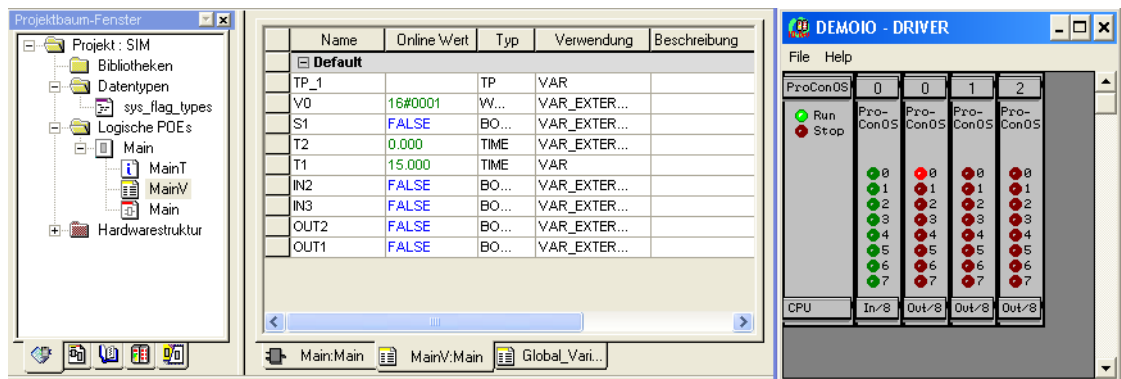 Projektbaum-Fenster
Projekt : SIM
Bibliotheken
Datentypen
sys_flag_types
Logische POEs
Main
MainT
MainV
Main
Hardwarestruktur
Name Online Wert Typ Verwendung Beschreibung
Default
TP_1 TP VAR
V0 16#0001 W... VAR_EXTER...
S1 FALSE BO... VAR_EXTER...
T2 0.000 TIME VAR_EXTER...
T1 15.000 TIME VAR
IN2 FALSE BO... VAR_EXTER...
IN3 FALSE BO... VAR_EXTER...
OUT2 FALSE BO... VAR_EXTER...
OUT1 FALSE BO... VAR_EXTER...
Main:Main MainV:Main Global_Vari...
DEMOIO - DRIVER
File Help
ProConOS 0 0 1 2
Run Pro- Pro- Pro- Pro-
Stop ConOS ConOS ConOS ConOS
0 0 0 0
1 1 1 1
2 2 2 2
3 3 3 3
4 4 4 4
5 5 5 5
6 6 6 6
7 7 7 7
CPU In/8 Out/8 Out/8 Out/8